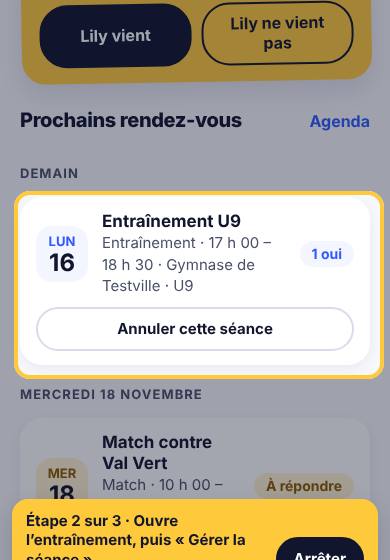 Lily vient
Lily ne vient
pas
Prochains rendez-vous
Agenda
DEMAIN
LUN
16
Entraînement U9
Entraînement · 17 h 00 –
18 h 30 · Gymnase de
Testville · U9
1 oui
Annuler cette séance
MERCREDI 18 NOVEMBRE
MER
18
Match contre
Val Vert
Match · 10 h 00 –
À répondre
Étape 2 sur 3 · Ouvre
l’entraînement, puis « Gérer la
séance »
Arrêter